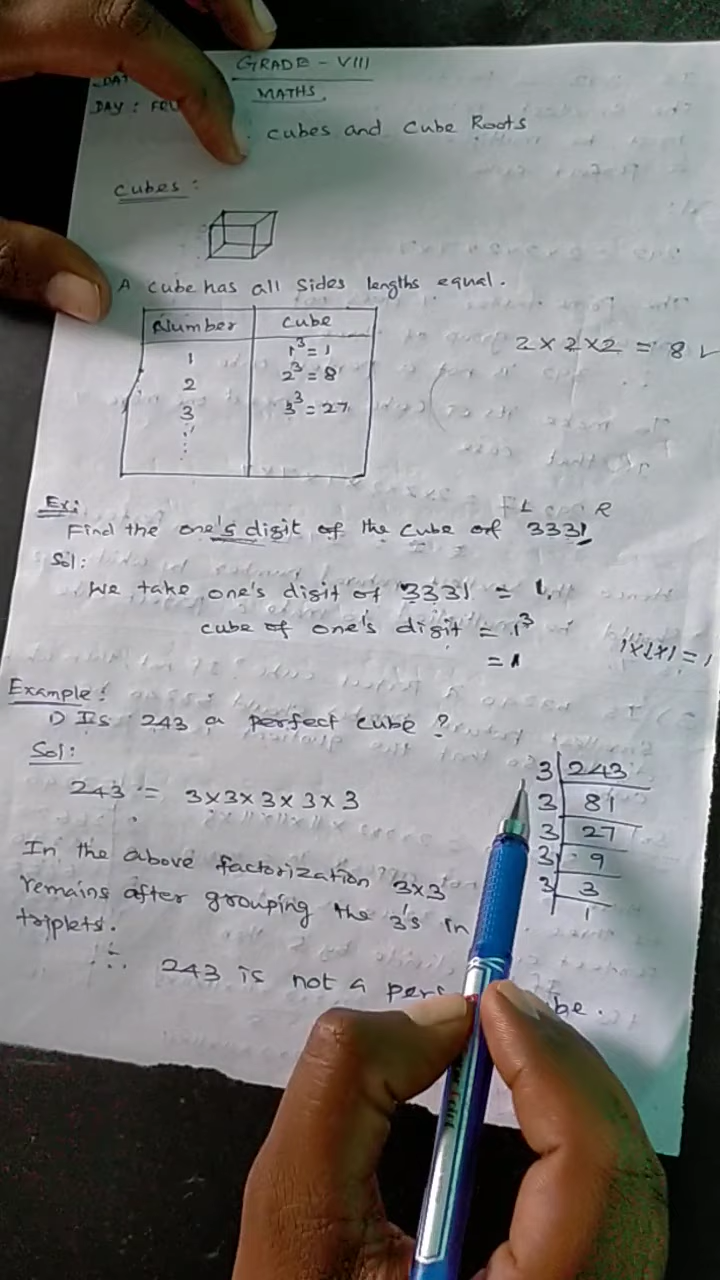 GRADE - VIII
MATHS
DAY :
Cubes and Cube Roots
Cubes :
A cube has all sides lengths equal.
Number Cube
1 1³ = 1
2 2³ = 8
3 3³ = 27
2 × 2 × 2 = 8
Ex:
L R
Find the one's digit of the cube of 3331
Sol:
We take one's digit of 3331 = 1.
cube of one's digit = 1³
= 1
1×1×1 = 1
Example:
1) Is 243 a perfect cube ?
Sol:
243 = 3×3×3×3×3
3 243
3 81
3 27
3 9
3 3
1
In the above factorization 3×3
remains after grouping the 3's in
triplets.
∴ 243 is not a